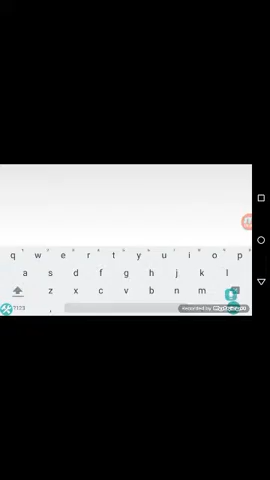 q w e r t y u i o p
a s d f g h j k l
z x c v b n m
?123 ,
Recorded by